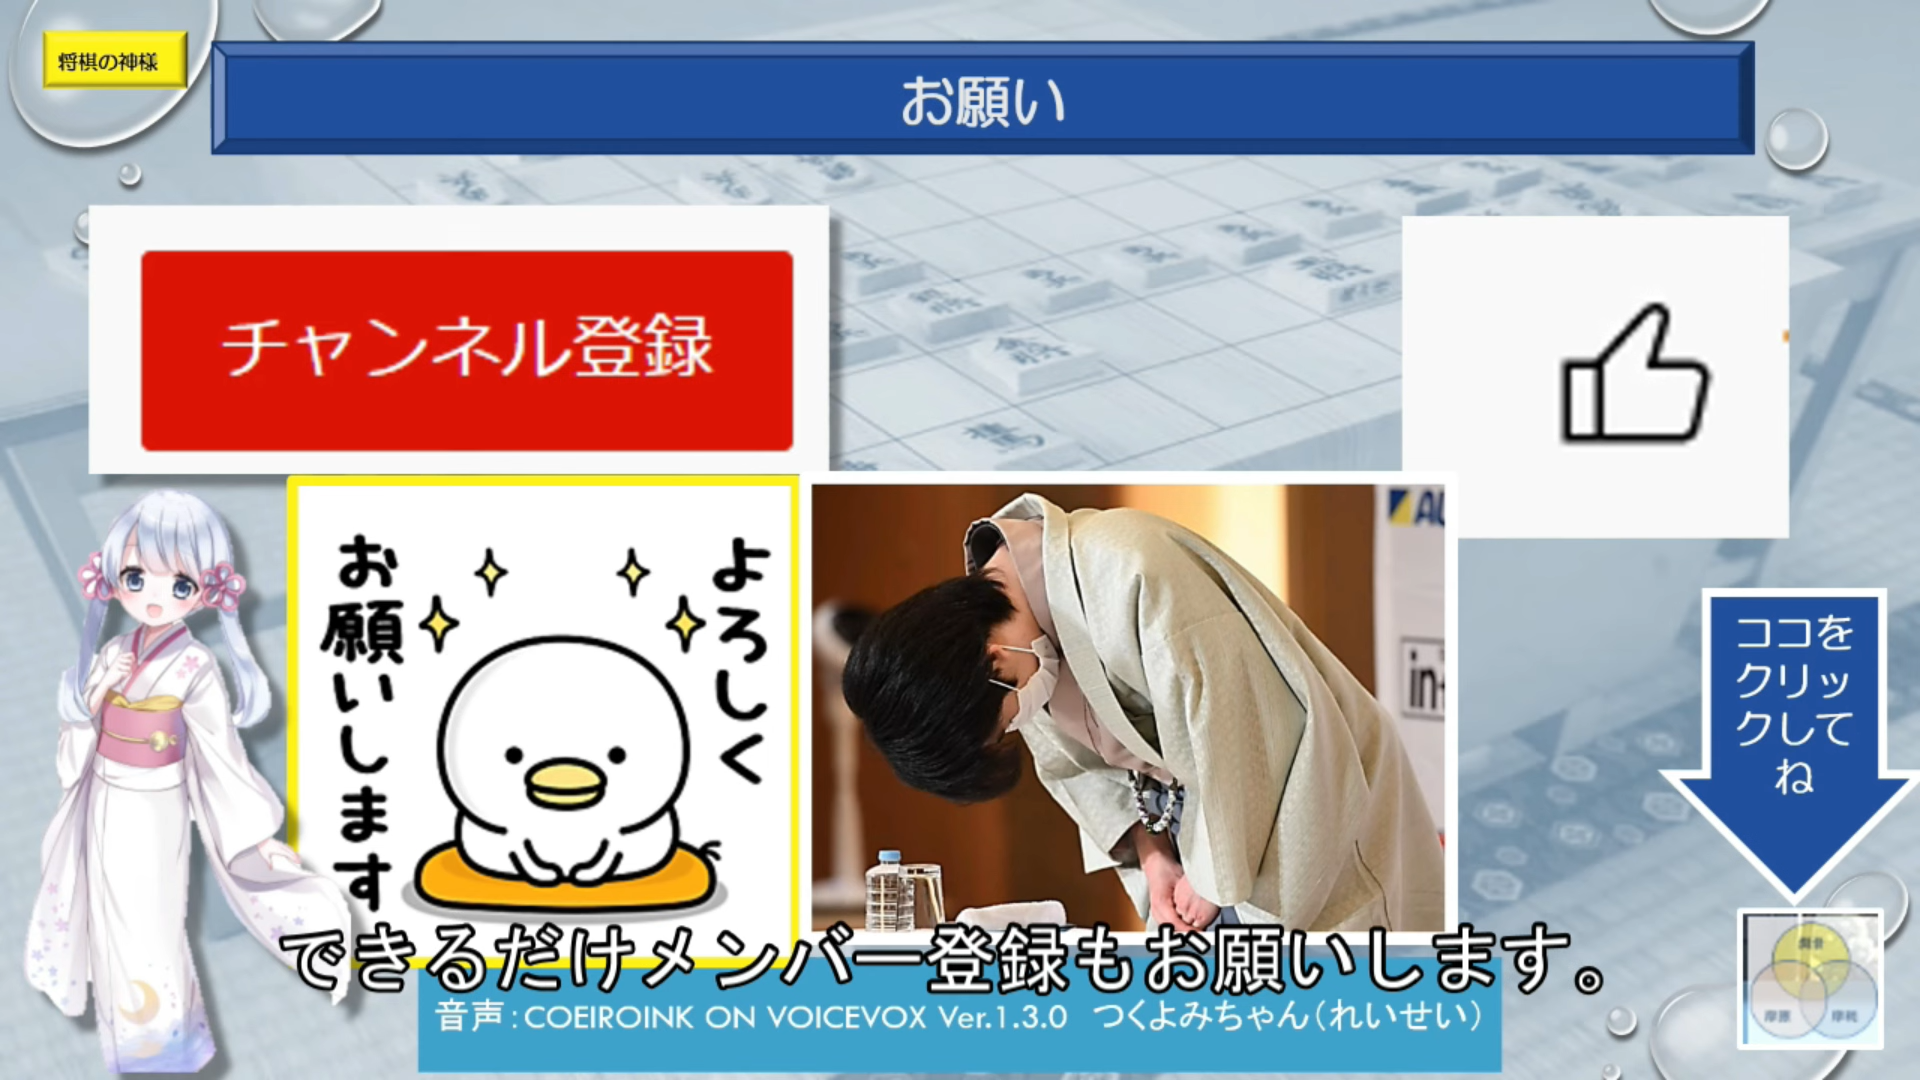 将棋の神様
お願い
チャンネル登録
よろしく
お願いします
AU
in
ココを
クリッ
クして
ね
できるだけメンバー登録もお願いします。
音声:COEIROINK ON VOICEVOX Ver.1.3.0 つくよみちゃん(れいせい)